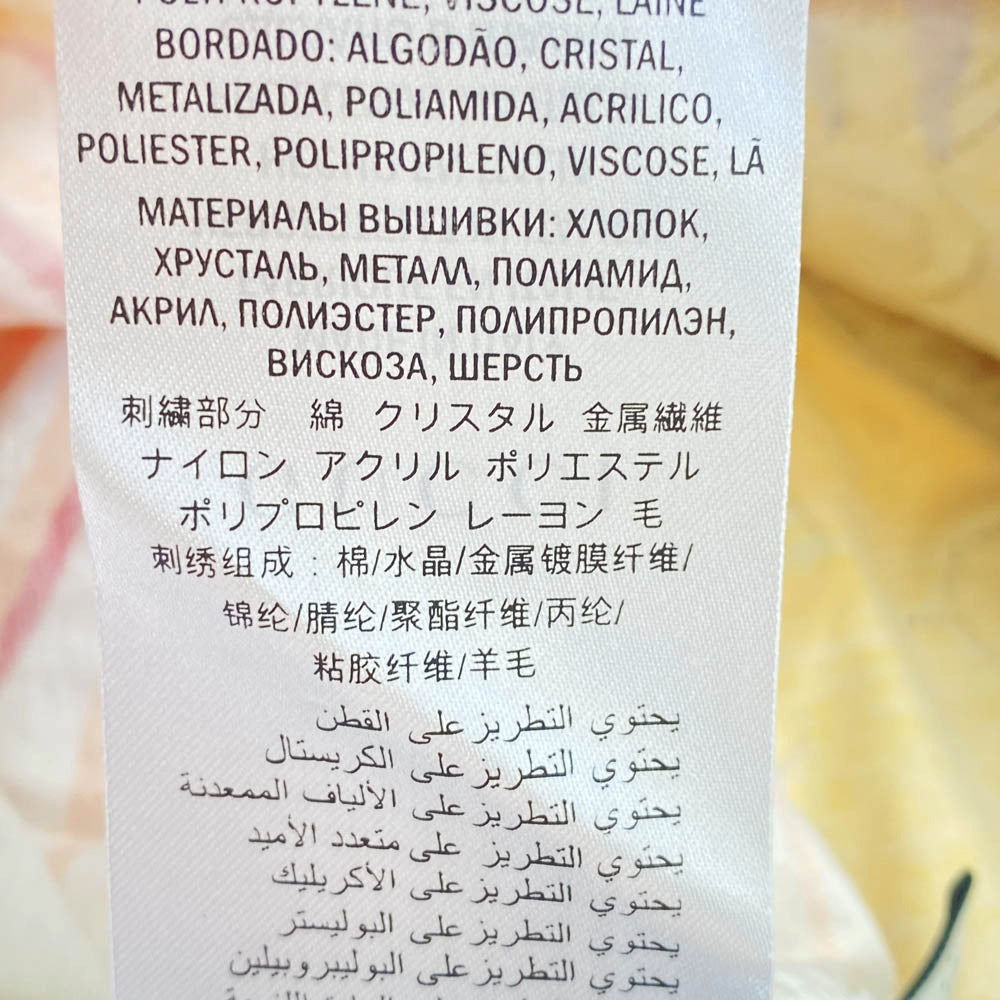 POLYPROPYLENE, VISCOSE, LAINE
BORDADO: ALGODÃO, CRISTAL,
METALIZADA, POLIAMIDA, ACRILICO,
POLIESTER, POLIPROPILENO, VISCOSE, LÃ
МАТЕРИАЛЫ ВЫШИВКИ: ХЛОПОК,
ХРУСТАЛЬ, МЕТАЛЛ, ПОЛИАМИД,
АКРИЛ, ПОЛИЭСТЕР, ПОЛИПРОПИЛЭН,
ВИСКОЗА, ШЕРСТЬ
刺繍部分 綿 クリスタル 金属繊維
ナイロン アクリル ポリエステル
ポリプロピレン レーヨン 毛
刺绣组成：棉/水晶/金属镀膜纤维/
锦纶/腈纶/聚酯纤维/丙纶/
粘胶纤维/羊毛
يحتوي التطريز على القطن
يحتوي التطريز على الكريستال
يحتوي التطريز على الألياف الممعدنة
يحتوي التطريز على متعدد الأميد
يحتوي التطريز على الأكريليك
يحتوي التطريز على البوليستر
يحتوي التطريز على البوليبروبيلين